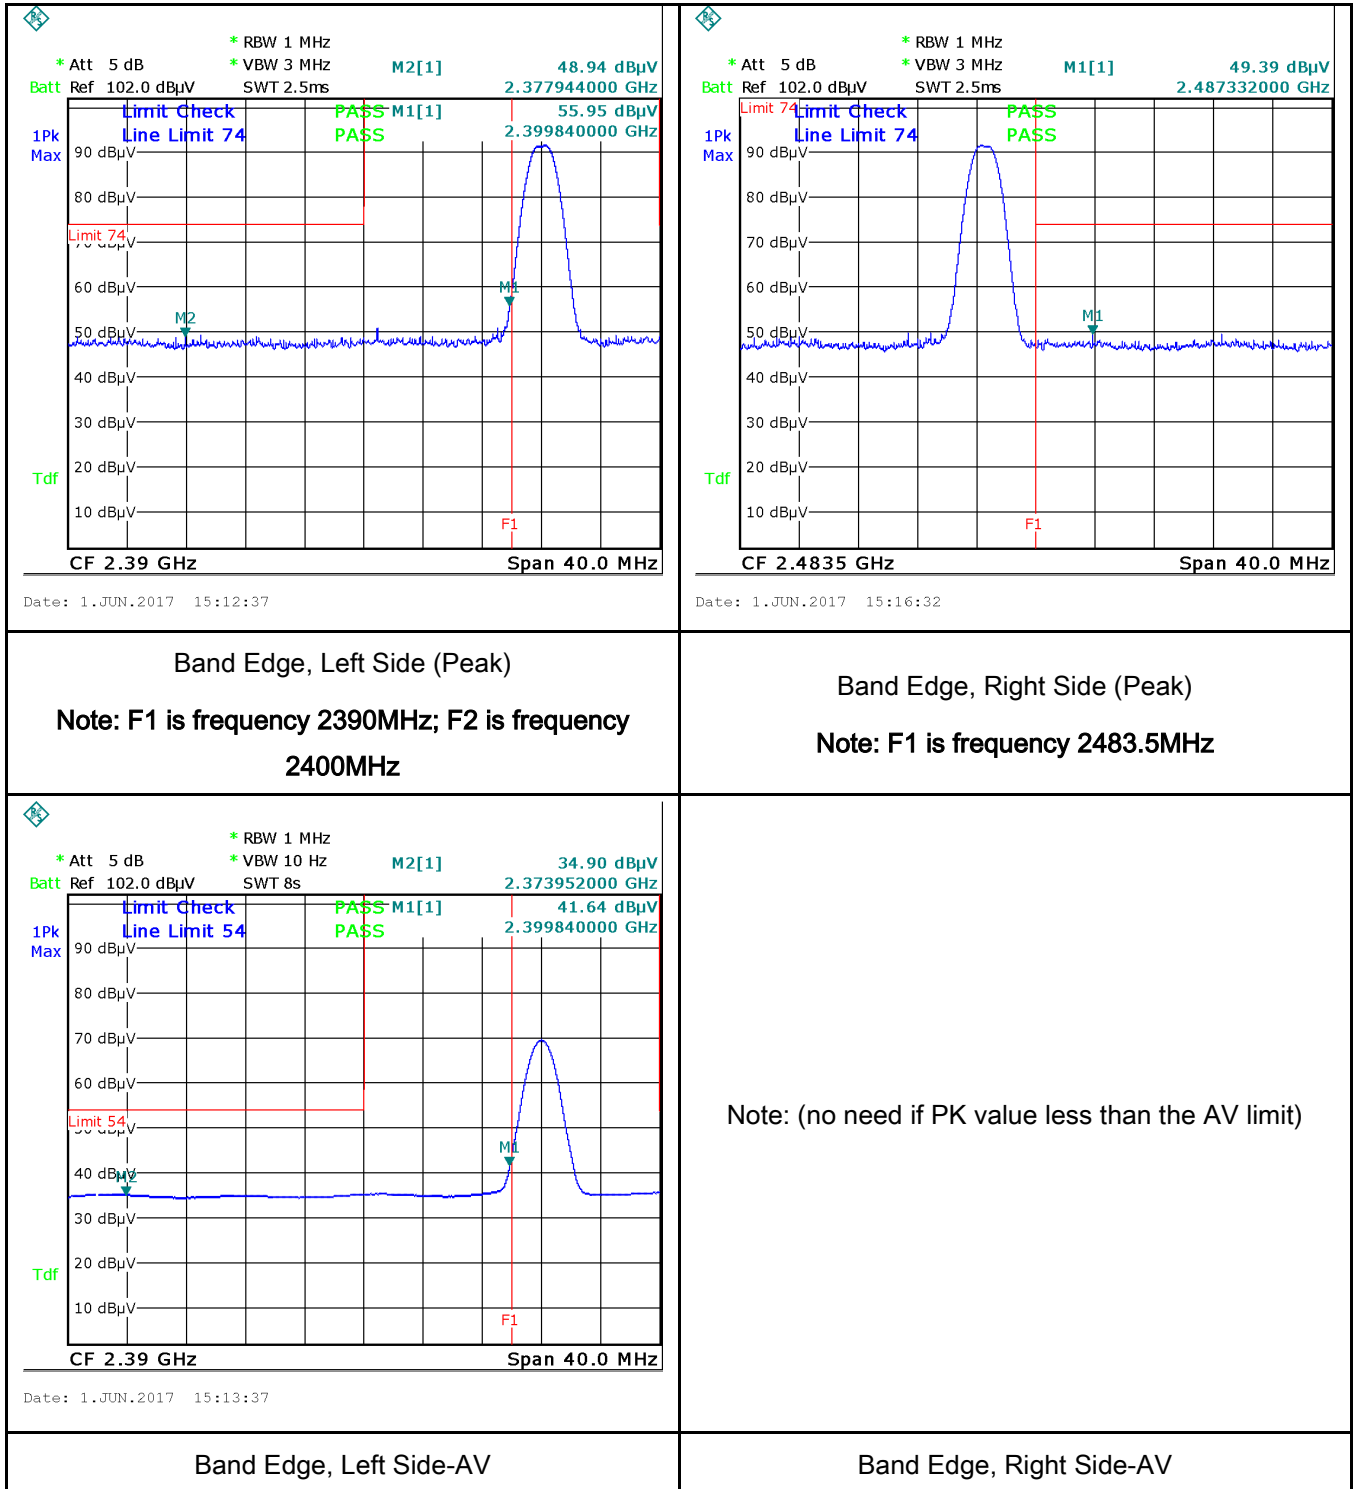 * RBW 1 MHz
* Att 5 dB * VBW 3 MHz M2[1] 48.94 dBµV
Batt Ref 102.0 dBµV SWT 2.5ms 2.377944000 GHz
Limit Check PASS M1[1] 55.95 dBµV
1Pk Line Limit 74 PASS 2.399840000 GHz
Max 90 dBµV
80 dBµV
Limit 74
70 dBµV
60 dBµV
M1
M2
50 dBµV
40 dBµV
30 dBµV
20 dBµV
Tdf
10 dBµV
F1
CF 2.39 GHz Span 40.0 MHz
Date: 1.JUN.2017 15:12:37
* RBW 1 MHz
* Att 5 dB * VBW 3 MHz M1[1] 49.39 dBµV
Batt Ref 102.0 dBµV SWT 2.5ms 2.487332000 GHz
Limit 74 Limit Check PASS
1Pk Line Limit 74 PASS
Max 90 dBµV
80 dBµV
70 dBµV
60 dBµV
M1
50 dBµV
40 dBµV
30 dBµV
20 dBµV
Tdf
10 dBµV
F1
CF 2.4835 GHz Span 40.0 MHz
Date: 1.JUN.2017 15:16:32
Band Edge, Left Side (Peak)
Note: F1 is frequency 2390MHz; F2 is frequency
2400MHz
Band Edge, Right Side (Peak)
Note: F1 is frequency 2483.5MHz
* RBW 1 MHz
* Att 5 dB * VBW 10 Hz M2[1] 34.90 dBµV
Batt Ref 102.0 dBµV SWT 8s 2.373952000 GHz
Limit Check PASS M1[1] 41.64 dBµV
1Pk Line Limit 54 PASS 2.399840000 GHz
Max 90 dBµV
80 dBµV
70 dBµV
60 dBµV
Limit 54
50 dBµV
M1
40 dBµV
M2
30 dBµV
20 dBµV
Tdf
10 dBµV
F1
CF 2.39 GHz Span 40.0 MHz
Date: 1.JUN.2017 15:13:37
Note: (no need if PK value less than the AV limit)
Band Edge, Left Side-AV
Band Edge, Right Side-AV